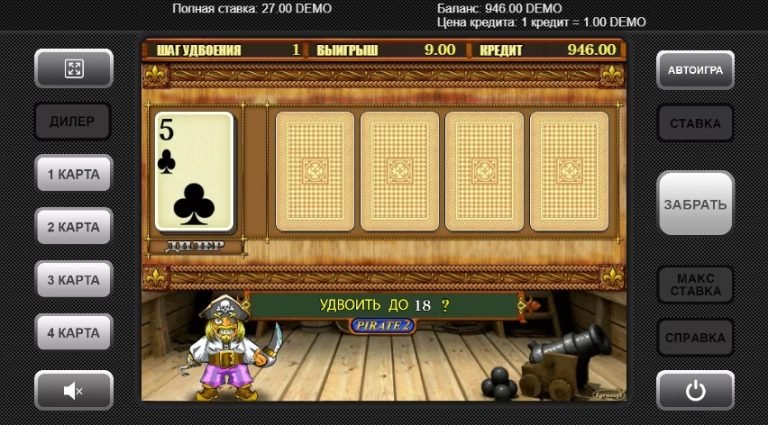 Полная ставка: 27.00 DEMO
Баланс: 946.00 DEMO
Цена кредита: 1 кредит = 1.00 DEMO
ШАГ УДВОЕНИЯ 1 ВЫИГРЫШ 9.00 КРЕДИТ 946.00
АВТОИГРА
ДИЛЕР
СТАВКА
5
1 КАРТА
2 КАРТА
ЗАБРАТЬ
3 КАРТА
МАКС
СТАВКА
УДВОИТЬ ДО 18 ?
PIRATE 2
4 КАРТА
СПРАВКА
Igrosoft